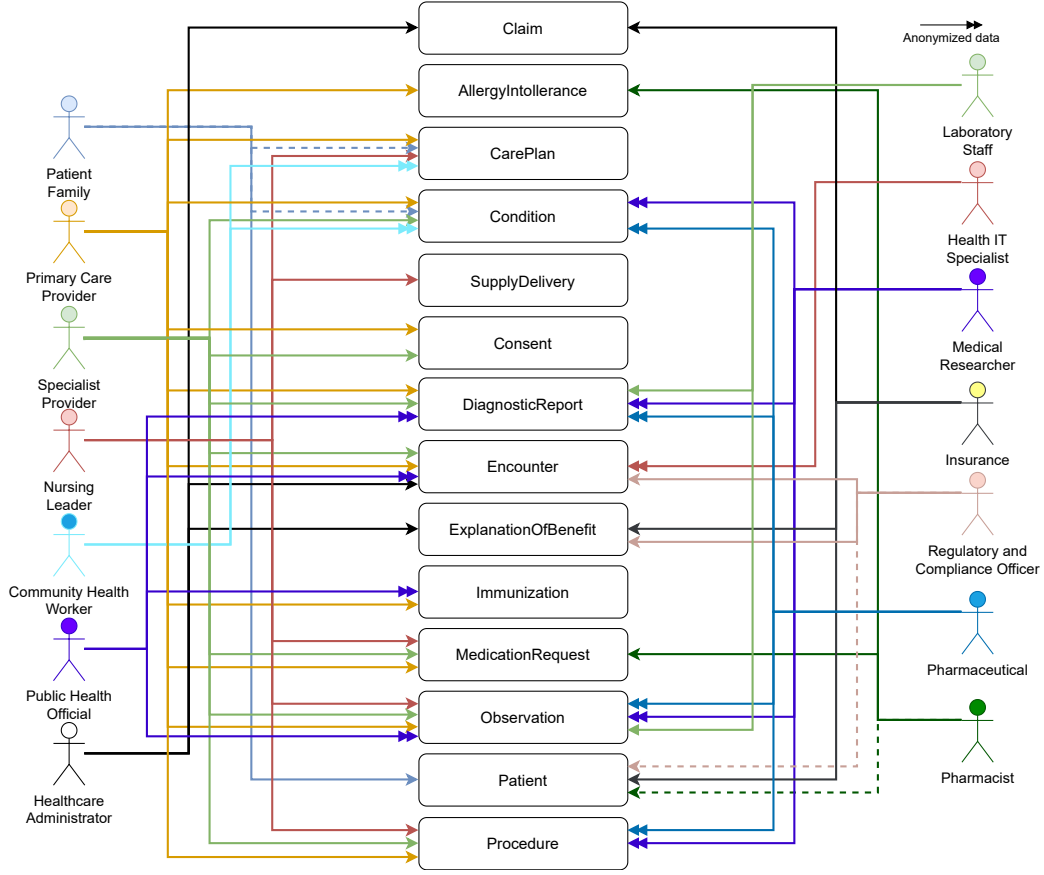 Claim
AllergyIntollerance
CarePlan
Condition
SupplyDelivery
Consent
DiagnosticReport
Encounter
ExplanationOfBenefit
Immunization
MedicationRequest
Observation
Patient
Procedure
Patient
Family
Primary Care
Provider
Specialist
Provider
Nursing
Leader
Community Health
Worker
Public Health
Official
Healthcare
Administrator
Anonymized data
Laboratory
Staff
Health IT
Specialist
Medical
Researcher
Insurance
Regulatory and
Compliance Officer
Pharmaceutical
Pharmacist